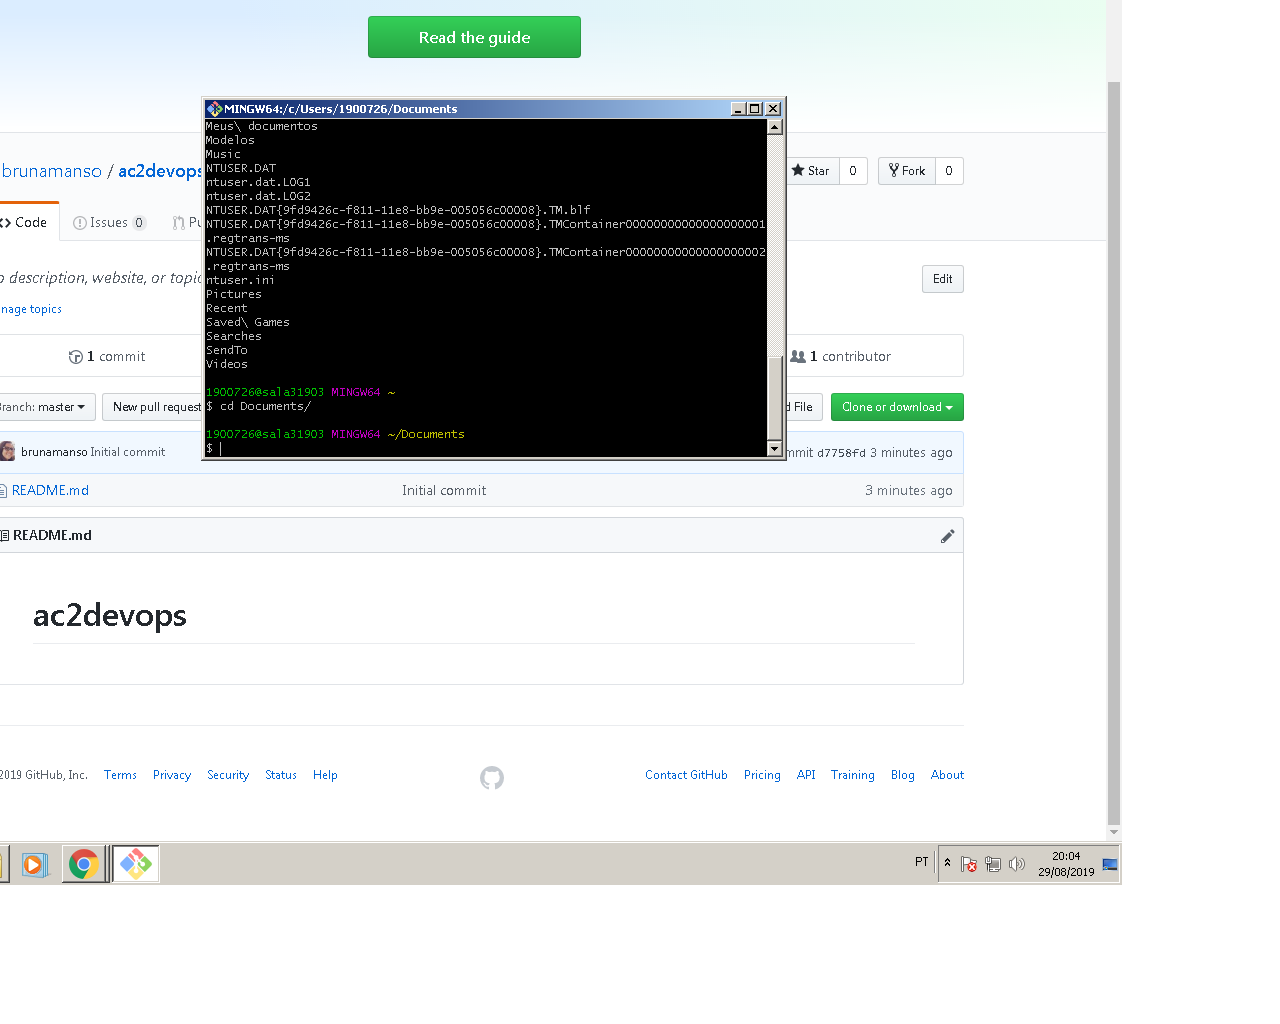 Read the guide
MINGW64:/c/Users/1900726/Documents
Meus\ documentos
Modelos
Music
NTUSER.DAT
ntuser.dat.LOG1
ntuser.dat.LOG2
NTUSER.DAT{9fd9426c-f811-11e8-bb9e-005056c00008}.TM.blf
NTUSER.DAT{9fd9426c-f811-11e8-bb9e-005056c00008}.TMContainer00000000000000000001
.regtrans-ms
NTUSER.DAT{9fd9426c-f811-11e8-bb9e-005056c00008}.TMContainer00000000000000000002
.regtrans-ms
ntuser.ini
Pictures
Recent
Saved\ Games
Searches
SendTo
Videos
1900726@sala31903 MINGW64 ~
$ cd Documents/
1900726@sala31903 MINGW64 ~/Documents
$
brunamanso / ac2devops
Star 0 Fork 0
<> Code Issues 0 Pu
o description, website, or topic
Edit
nage topics
1 commit
1 contributor
Branch: master New pull request
d File Clone or download
brunamanso Initial commit
mmit d7758fd 3 minutes ago
README.md Initial commit 3 minutes ago
README.md
ac2devops
2019 GitHub, Inc. Terms Privacy Security Status Help
Contact GitHub Pricing API Training Blog About
PT
20:04
29/08/2019